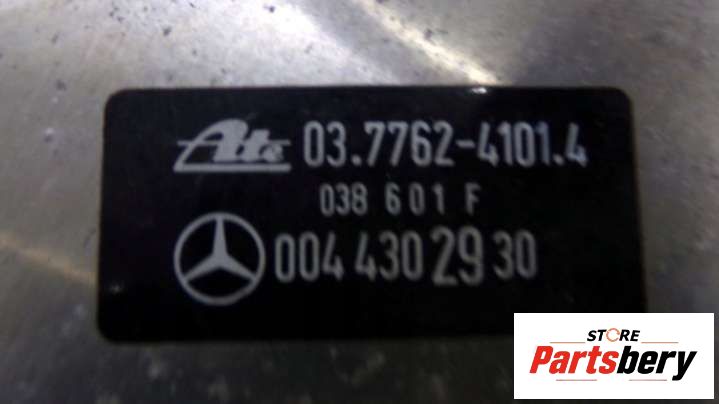 Ate 03.7762-4101.4
038 601 F
004 430 29 30
STORE
Partsbery